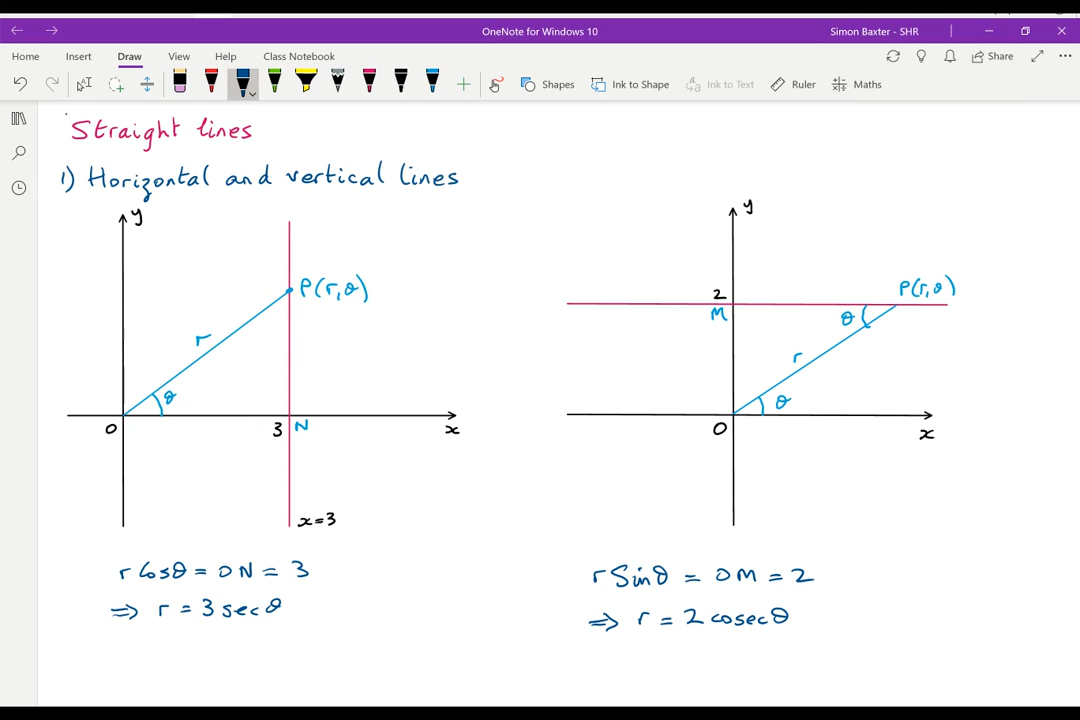 OneNote for Windows 10
Simon Baxter - SHR
Home Insert Draw View Help Class Notebook
Share
Shapes Ink to Shape Ink to Text Ruler Maths
Straight lines
1) Horizontal and vertical lines
y
P(r,θ)
r
θ
O 3 N x
x=3
r Cosθ = ON = 3
⇒ r = 3 secθ
y
2
M
P(r,θ)
θ
r
θ
O x
r Sinθ = OM = 2
⇒ r = 2 cosecθ